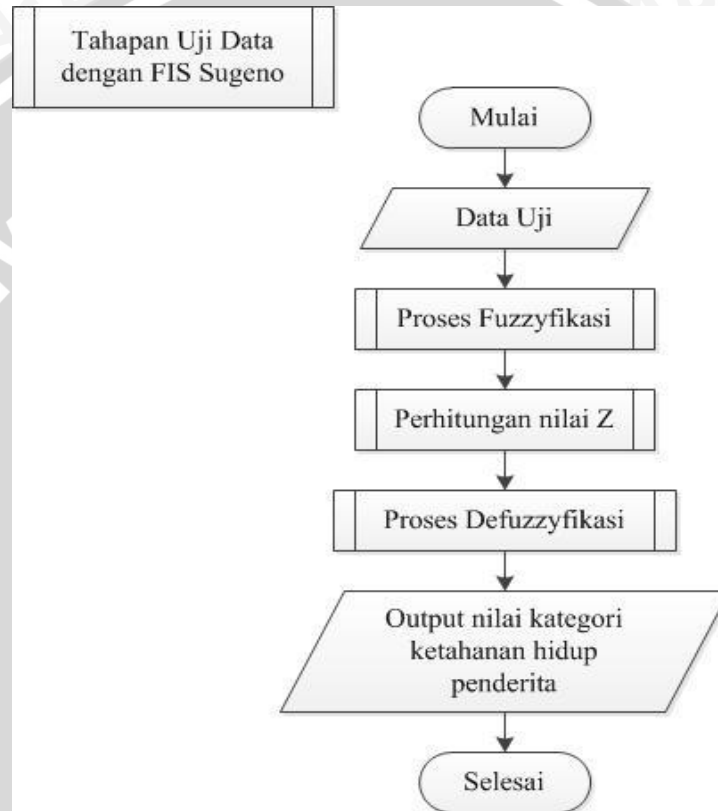 Tahapan Uji Data
dengan FIS Sugeno
Mulai
Data Uji
Proses Fuzzyfikasi
Perhitungan nilai Z
Proses Defuzzyfikasi
Output nilai kategori
ketahanan hidup
penderita
Selesai